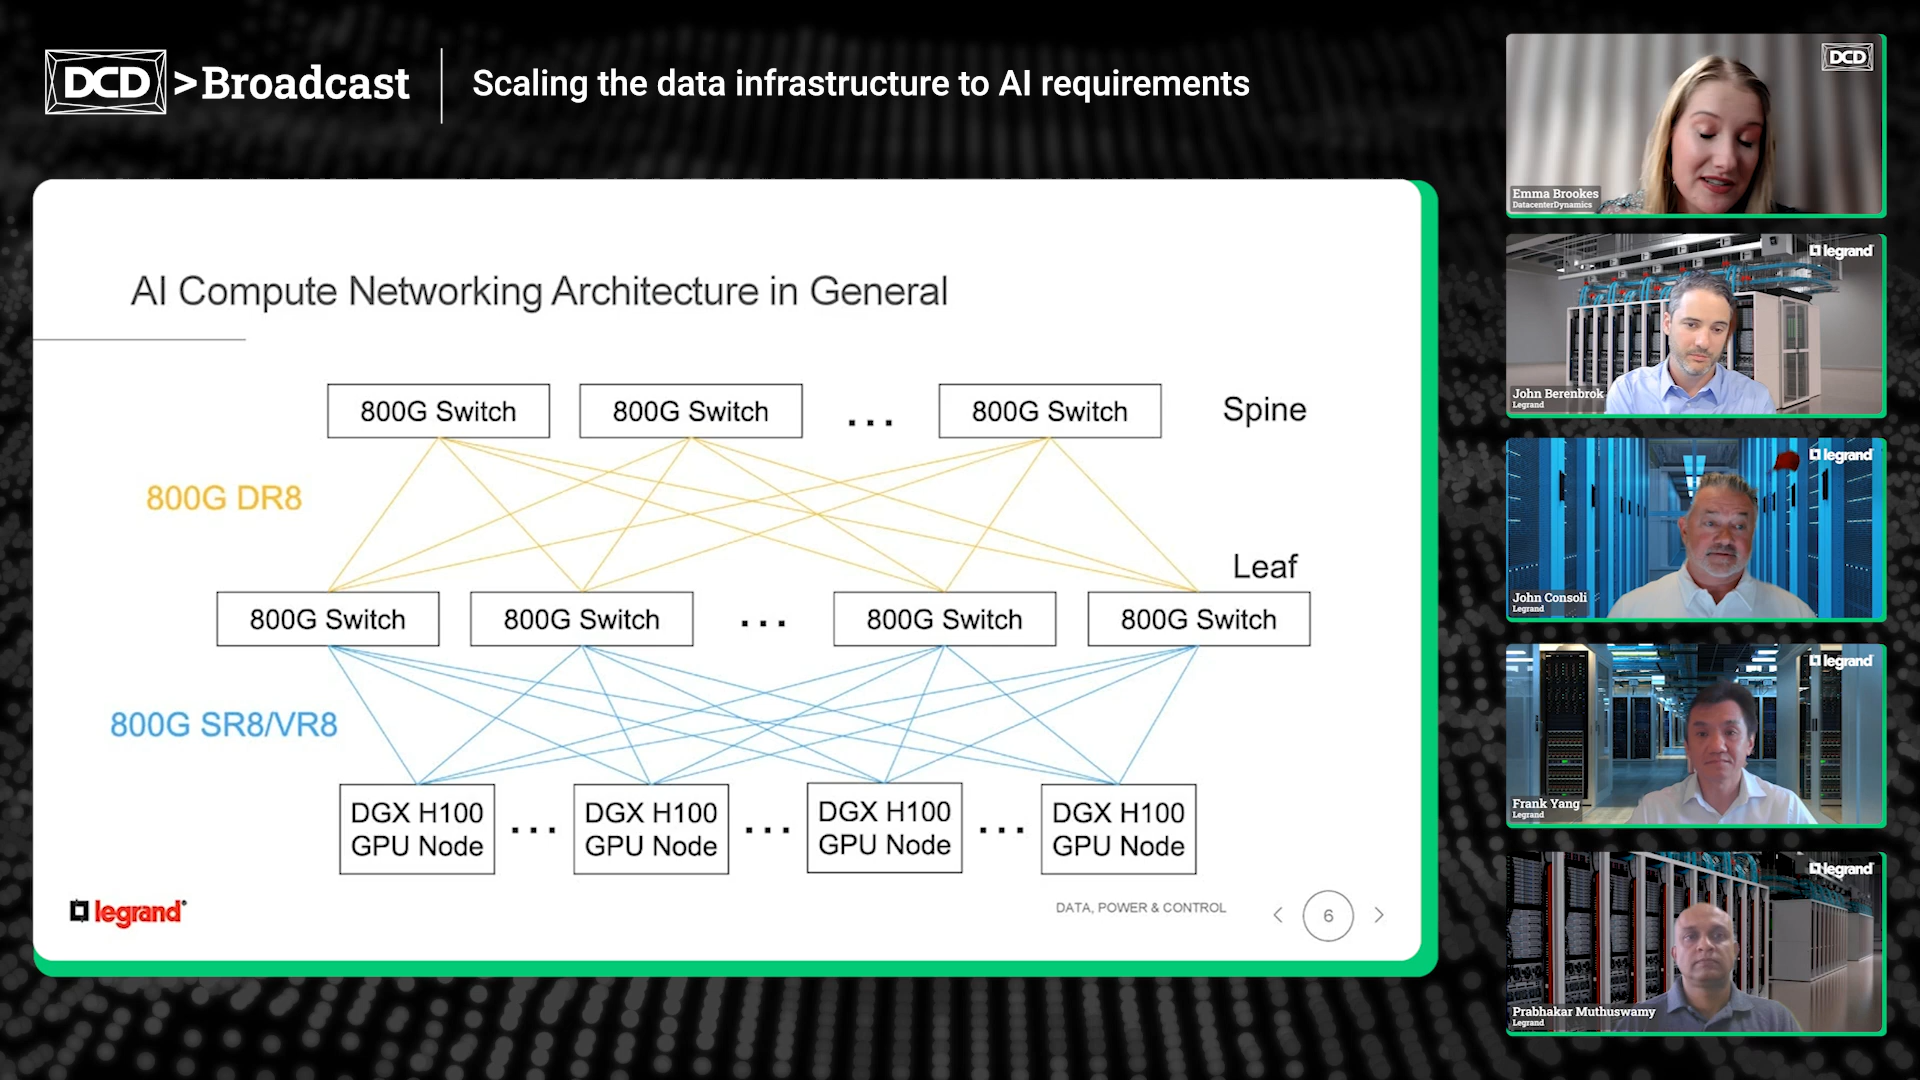 DCD >Broadcast
Scaling the data infrastructure to AI requirements
AI Compute Networking Architecture in General
800G Switch 800G Switch ... 800G Switch Spine
800G DR8
Leaf
800G Switch 800G Switch ... 800G Switch 800G Switch
800G SR8/VR8
DGX H100
GPU Node
...
DGX H100
GPU Node
...
DGX H100
GPU Node
...
DGX H100
GPU Node
legrand®
DATA, POWER & CONTROL
< 6 >
DCD
Emma Brookes
DatacenterDynamics
legrand
John Berenbrok
Legrand
legrand
John Consoli
Legrand
legrand
Frank Yang
Legrand
legrand
Prabhakar Muthuswamy
Legrand